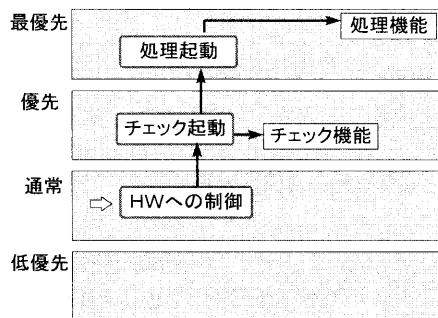 最優先
処理機能
処理起動
優先
チェック起動
チェック機能
通常
HWへの制御
低優先